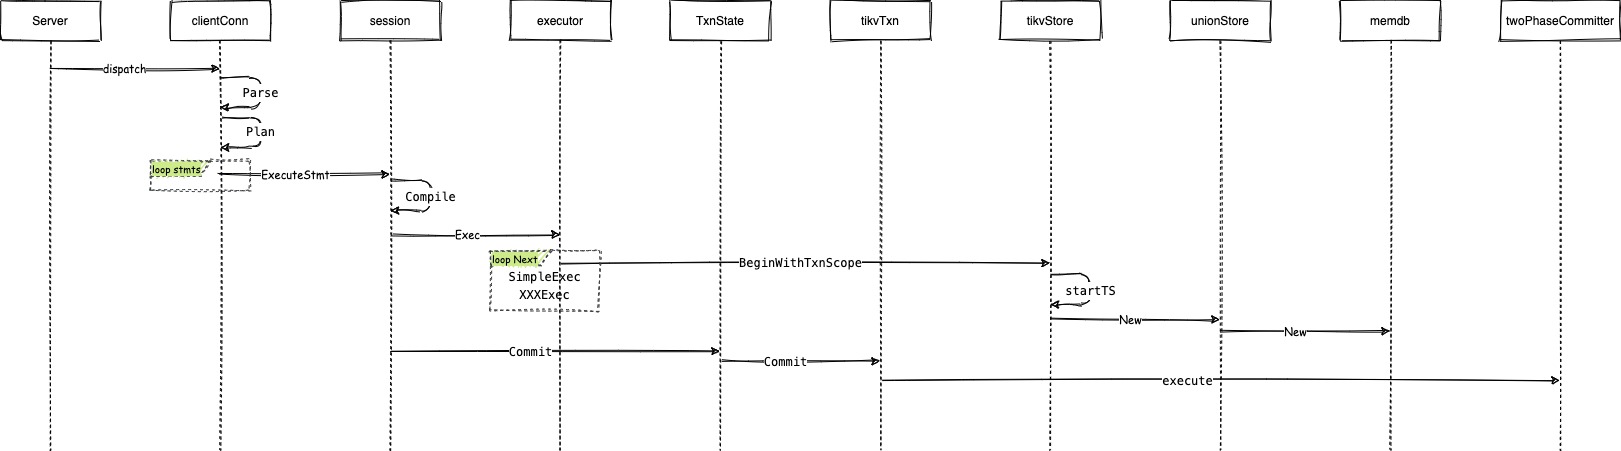 Server
clientConn
session
executor
TxnState
tikvTxn
tikvStore
unionStore
memdb
twoPhaseCommitter
dispatch
Parse
Plan
loop stmts
ExecuteStmt
Compile
Exec
loop Next
BeginWithTxnScope
SimpleExec
XXXExec
startTS
New
New
Commit
Commit
execute